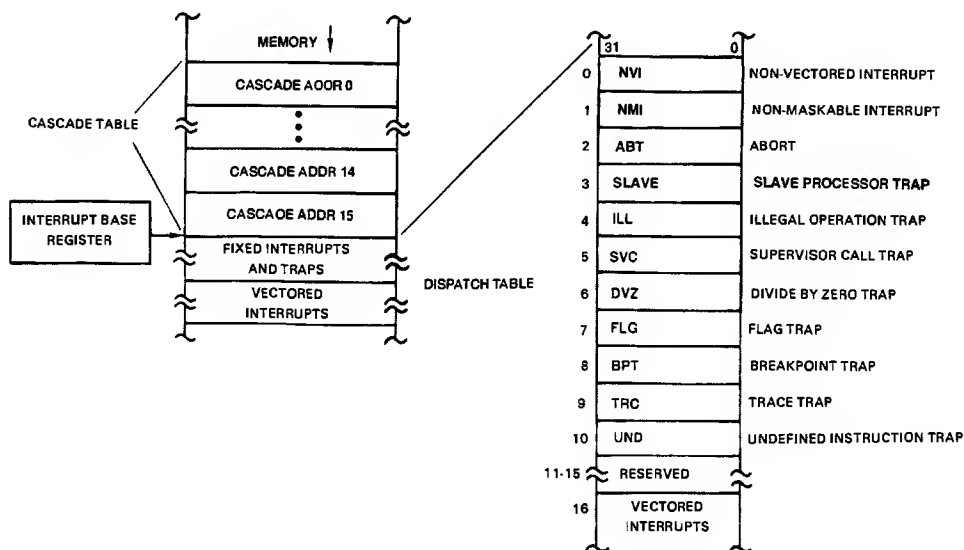 MEMORY ↓
CASCADE AOOR 0
CASCADE TABLE
CASCADE ADDR 14
CASCAOE ADDR 15
INTERRUPT BASE
REGISTER
FIXED INTERRUPTS
AND TRAPS
VECTORED
INTERRUPTS
DISPATCH TABLE
31 0
0 NVI NON-VECTORED INTERRUPT
1 NMI NON-MASKABLE INTERRUPT
2 ABT ABORT
3 SLAVE SLAVE PROCESSOR TRAP
4 ILL ILLEGAL OPERATION TRAP
5 SVC SUPERVISOR CALL TRAP
6 DVZ DIVIDE BY ZERO TRAP
7 FLG FLAG TRAP
8 BPT BREAKPOINT TRAP
9 TRC TRACE TRAP
10 UND UNDEFINED INSTRUCTION TRAP
11-15 RESERVED
16 VECTORED
INTERRUPTS